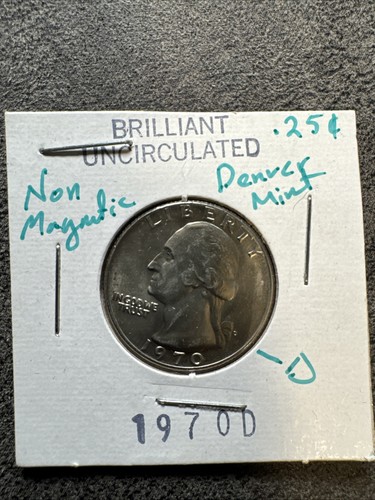 BRILLIANT
UNCIRCULATED
.25¢
Non
Magnetic
Denver
Mint
LIBERTY
IN GOD WE
TRUST
D
1970
-D
1970D